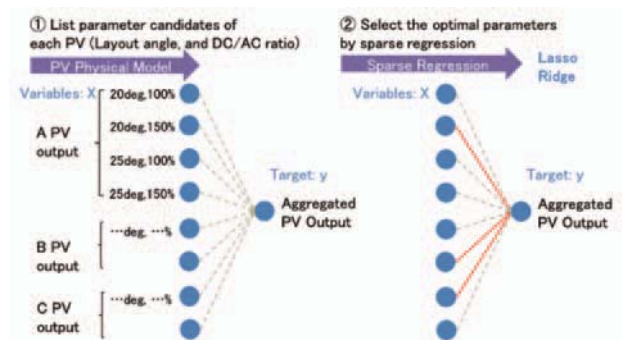 ① List parameter candidates of
each PV (Layout angle, and DC/AC ratio)
PV Physical Model
Variables: X
20deg,100%
20deg,150%
25deg,100%
25deg,150%
A PV
output
…deg, …%
B PV
output
…deg, …%
C PV
output
Target: y
Aggregated
PV Output
② Select the optimal parameters
by sparse regression
Sparse Regression
Lasso
Ridge
Variables: X
Target: y
Aggregated
PV Output